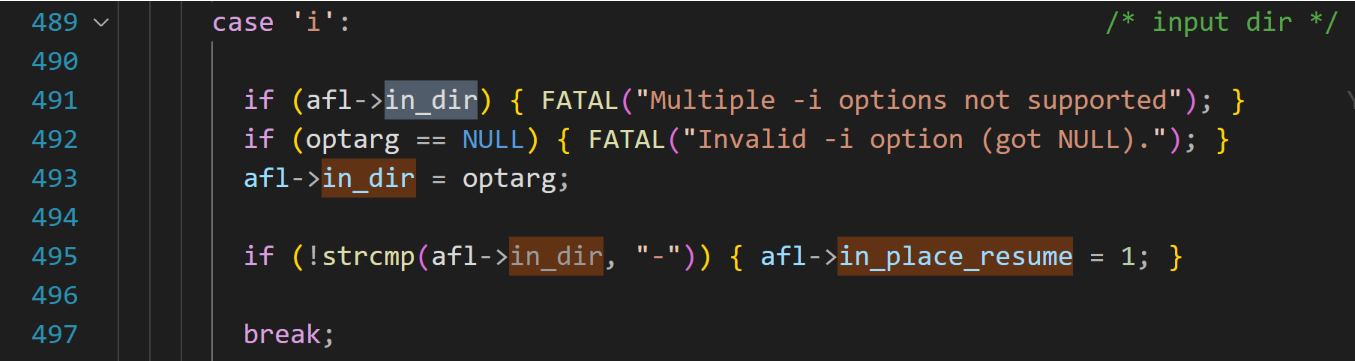 489 case 'i': /* input dir */
490
491 if (afl->in_dir) { FATAL("Multiple -i options not supported"); }
492 if (optarg == NULL) { FATAL("Invalid -i option (got NULL)."); }
493 afl->in_dir = optarg;
494
495 if (!strcmp(afl->in_dir, "-")) { afl->in_place_resume = 1; }
496
497 break;